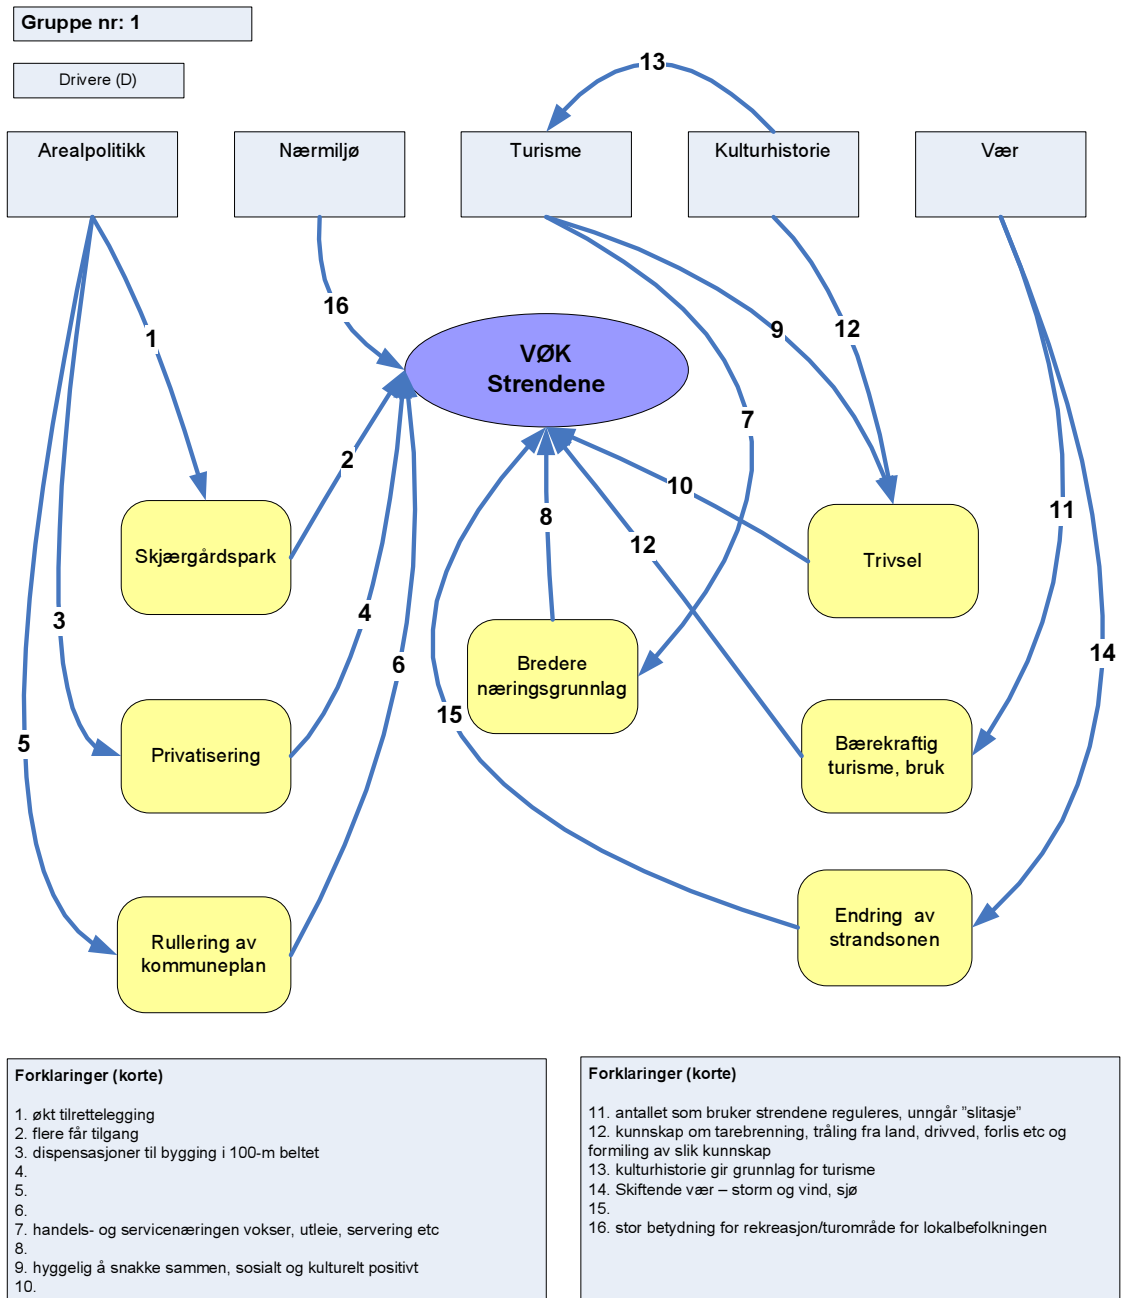 Gruppe nr: 1
Drivere (D)
13
Arealpolitikk
Nærmiljø
Turisme
Kulturhistorie
Vær
16
1
9
12
VØK
Strendene
7
2
10
8
12
11
Skjærgårdspark
Trivsel
3
4
6
14
Bredere
næringsgrunnlag
15
5
Privatisering
Bærekraftig
turisme, bruk
Rullering av
kommuneplan
Endring av
strandsonen
Forklaringer (korte)
1. økt tilrettelegging
2. flere får tilgang
3. dispensasjoner til bygging i 100-m beltet
4.
5.
6.
7. handels- og servicenæringen vokser, utleie, servering etc
8.
9. hyggelig å snakke sammen, sosialt og kulturelt positivt
10.
Forklaringer (korte)
11. antallet som bruker strendene reguleres, unngår ”slitasje”
12. kunnskap om tarebrenning, tråling fra land, drivved, forlis etc og
formiling av slik kunnskap
13. kulturhistorie gir grunnlag for turisme
14. Skiftende vær – storm og vind, sjø
15.
16. stor betydning for rekreasjon/turområde for lokalbefolkningen